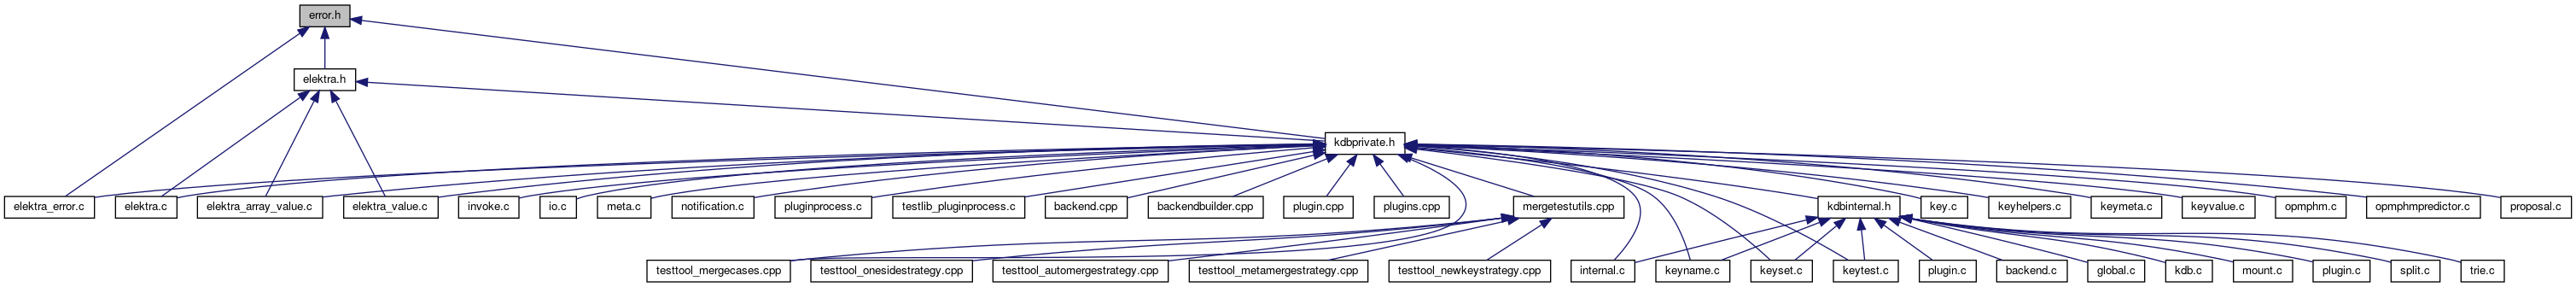 error.h
elektra.h
kdbprivate.h
elektra_error.c
elektra.c
elektra_array_value.c
elektra_value.c
invoke.c
io.c
meta.c
notification.c
pluginprocess.c
testlib_pluginprocess.c
backend.cpp
backendbuilder.cpp
plugin.cpp
plugins.cpp
mergetestutils.cpp
kdbinternal.h
key.c
keyhelpers.c
keymeta.c
keyvalue.c
opmphm.c
opmphmpredictor.c
proposal.c
testtool_mergecases.cpp
testtool_onesidestrategy.cpp
testtool_automergestrategy.cpp
testtool_metamergestrategy.cpp
testtool_newkeystrategy.cpp
internal.c
keyname.c
keyset.c
keytest.c
plugin.c
backend.c
global.c
kdb.c
mount.c
plugin.c
split.c
trie.c